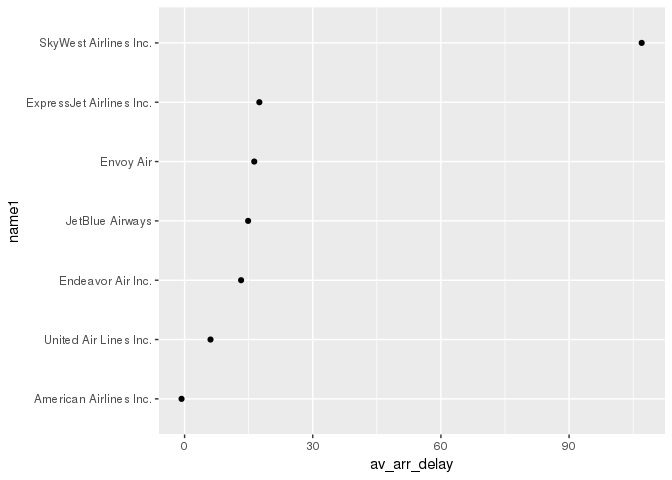 SkyWest Airlines Inc.
ExpressJet Airlines Inc.
Envoy Air
JetBlue Airways
Endeavor Air Inc.
United Air Lines Inc.
American Airlines Inc.
name1
0 30 60 90
av_arr_delay